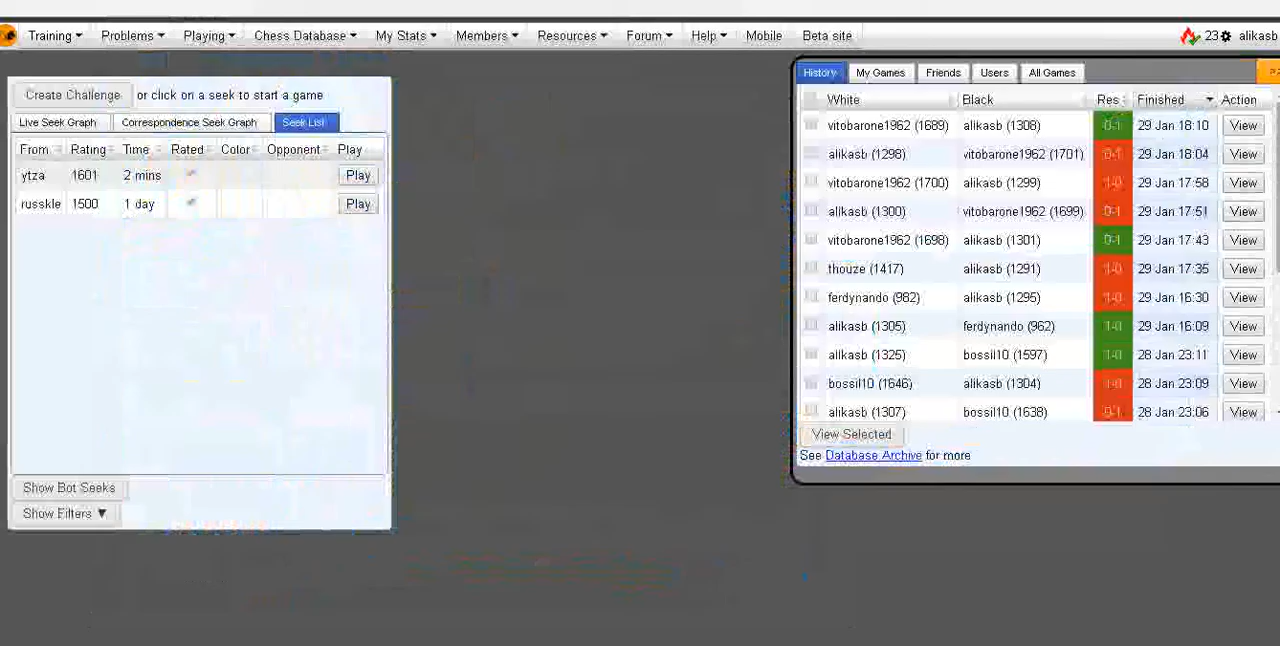 Training Problems Playing Chess Database My Stats Members Resources Forum Help Mobile Beta site 23 alikasb
Create Challenge or click on a seek to start a game
Live Seek Graph Correspondence Seek Graph Seek List
From Rating Time Rated Color Opponent Play
ytza 1601 2 mins Play
russkle 1500 1 day Play
Show Bot Seeks
Show Filters ▼
History My Games Friends Users All Games
White Black Res Finished Action
vitobarone1962 (1689) alikasb (1308) 0-1 29 Jan 18:10 View
alikasb (1298) vitobarone1962 (1701) 0-1 29 Jan 18:04 View
vitobarone1962 (1700) alikasb (1299) 1-0 29 Jan 17:58 View
alikasb (1300) vitobarone1962 (1699) 0-1 29 Jan 17:51 View
vitobarone1962 (1698) alikasb (1301) 0-1 29 Jan 17:43 View
thouze (1417) alikasb (1291) 1-0 29 Jan 17:35 View
ferdynando (982) alikasb (1295) 1-0 29 Jan 16:30 View
alikasb (1305) ferdynando (962) 1-0 29 Jan 16:09 View
alikasb (1325) bossil10 (1597) 1-0 28 Jan 23:11 View
bossil10 (1646) alikasb (1304) 1-0 28 Jan 23:09 View
alikasb (1307) bossil10 (1638) 0-1 28 Jan 23:06 View
View Selected
See Database Archive for more